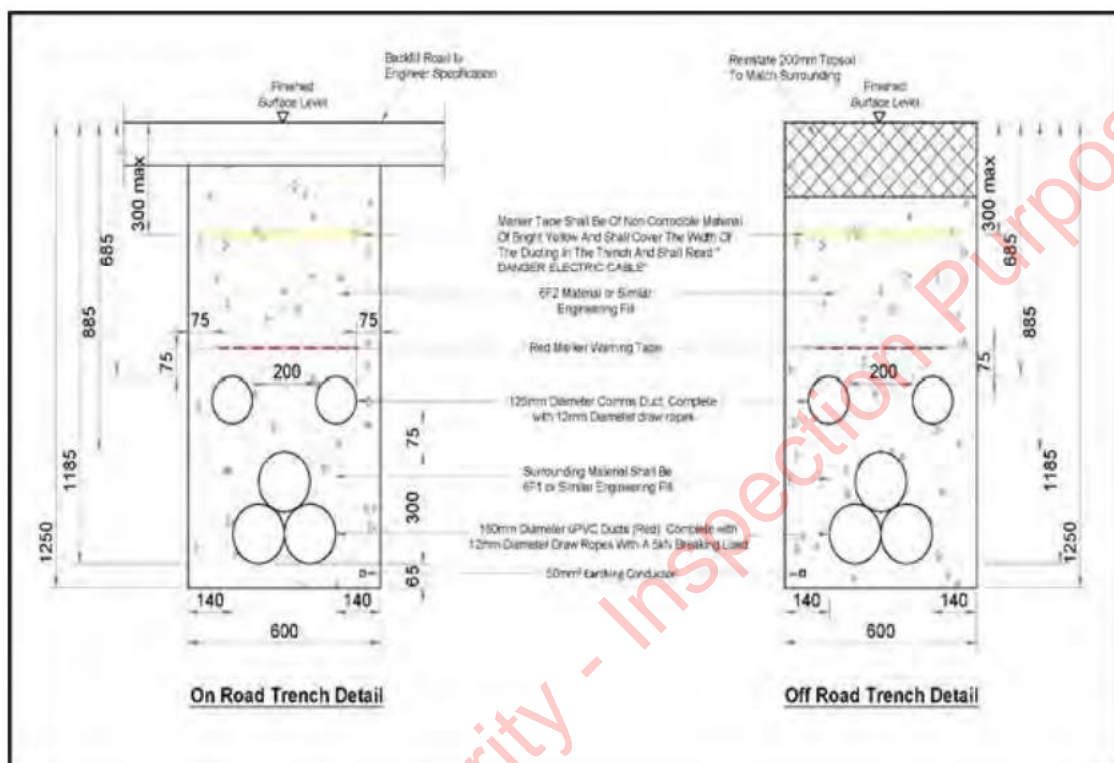 Backfill Road to
Engineer Specification
Finished
Surface Level
Reinstate 200mm Topsoil
To Match Surrounding
Finished
Surface Level
300 max
685
885
1185
1250
Marker Tape Shall Be Of Non Corrodible Material
Of Bright Yellow And Shall Cover The Width Of
The Ducting In The Trench And Shall Read "
DANGER ELECTRIC CABLE"
6F2 Material or Similar
Engineering Fill
75
75
75
Red Marker Warning Tape
200
125mm Diameter Comms Duct, Complete
with 12mm Diameter draw ropes
75
Surrounding Material Shall Be
6F1 or Similar Engineering Fill
300
160mm Diameter uPVC Ducts (Red), Complete with
12mm Diameter Draw Ropes With A 5kN Breaking Load
65
50mm² Earthing Conductor
140
140
600
On Road Trench Detail
300 max
685
885
1185
1250
75
200
140
140
600
Off Road Trench Detail
rity - Inspection Purpos